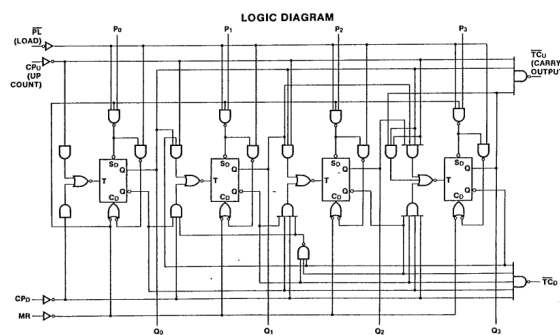 LOGIC DIAGRAM
P0 P1 P2 P3
PL
(LOAD)
TCU
(CARRY
OUTPUT)
CPU
(UP
COUNT)
SD SD SD SD
Q Q Q Q
T T T T
Q Q Q Q
CD CD CD CD
TCD
CPD
MR
Q0 Q1 Q2 Q3